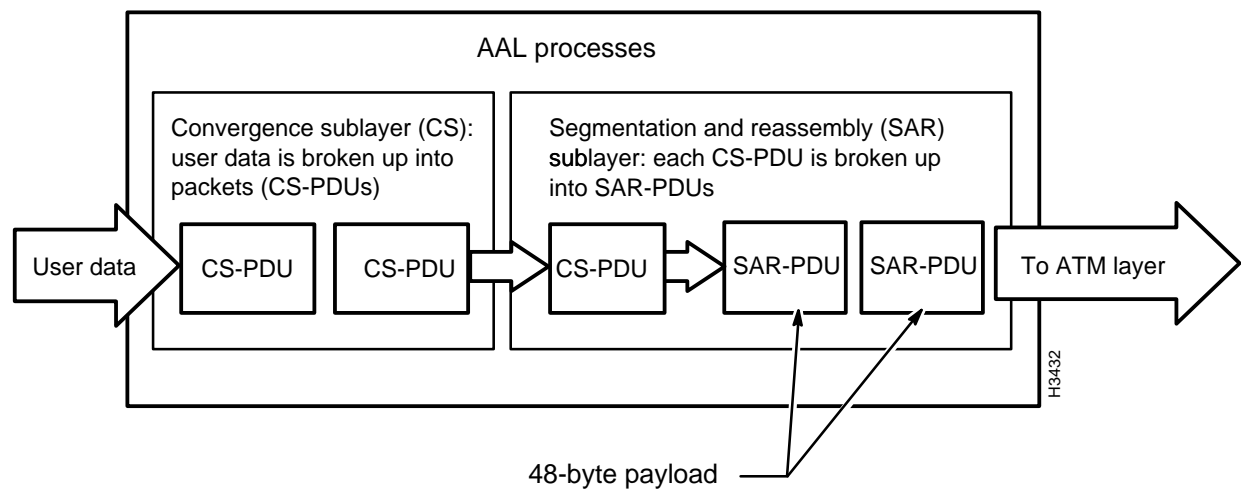 AAL processes
Convergence sublayer (CS):
user data is broken up into
packets (CS-PDUs)
Segmentation and reassembly (SAR)
sublayer: each CS-PDU is broken up
into SAR-PDUs
User data
CS-PDU
CS-PDU
CS-PDU
SAR-PDU
SAR-PDU
To ATM layer
H3432
48-byte payload